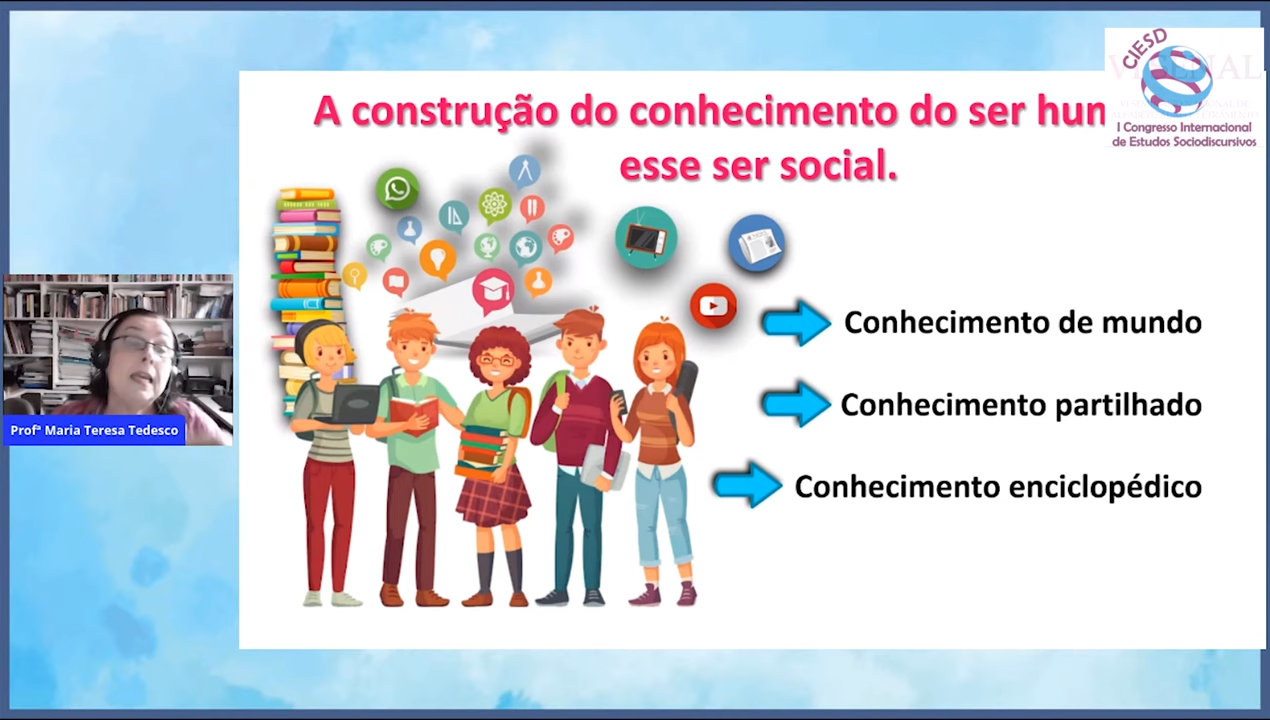 CIESD
I Congresso Internacional
de Estudos Sociodiscursivos
A construção do conhecimento do ser hum
esse ser social.
Conhecimento de mundo
Conhecimento partilhado
Conhecimento enciclopédico
Profª Maria Teresa Tedesco